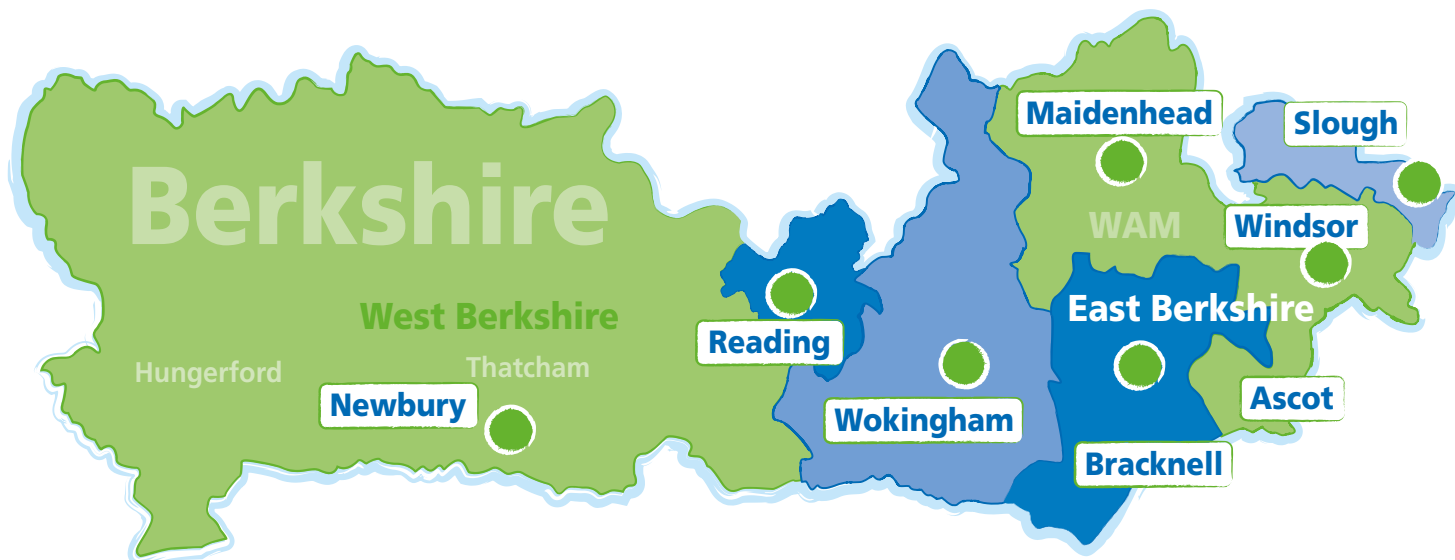 Maidenhead
Slough
Berkshire
WAM
Windsor
West Berkshire
East Berkshire
Reading
Hungerford
Thatcham
Newbury
Wokingham
Ascot
Bracknell